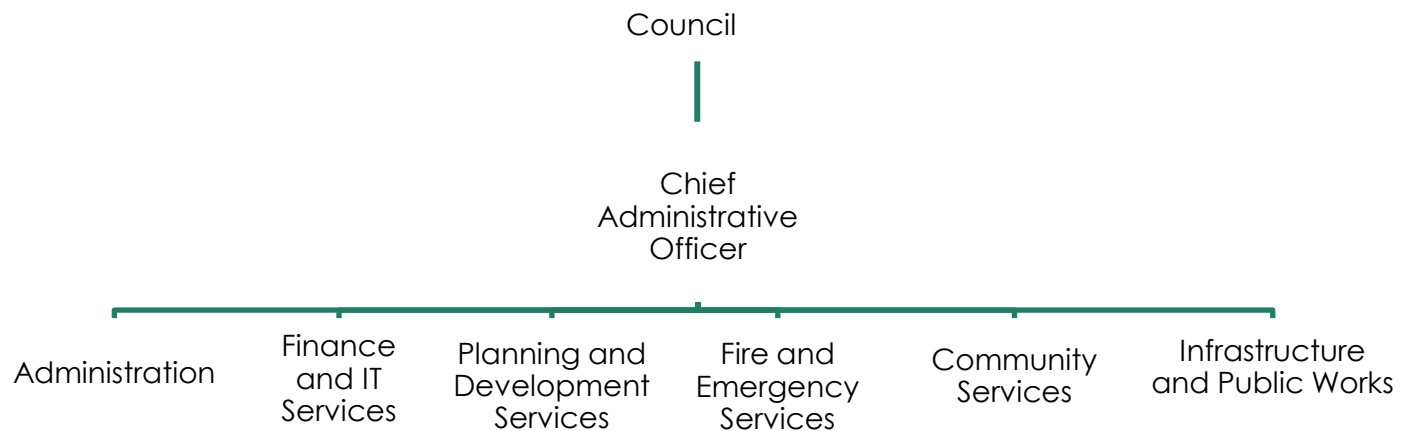 Council
Chief
Administrative
Officer
Administration
Finance
and IT
Services
Planning and
Development
Services
Fire and
Emergency
Services
Community
Services
Infrastructure
and Public Works